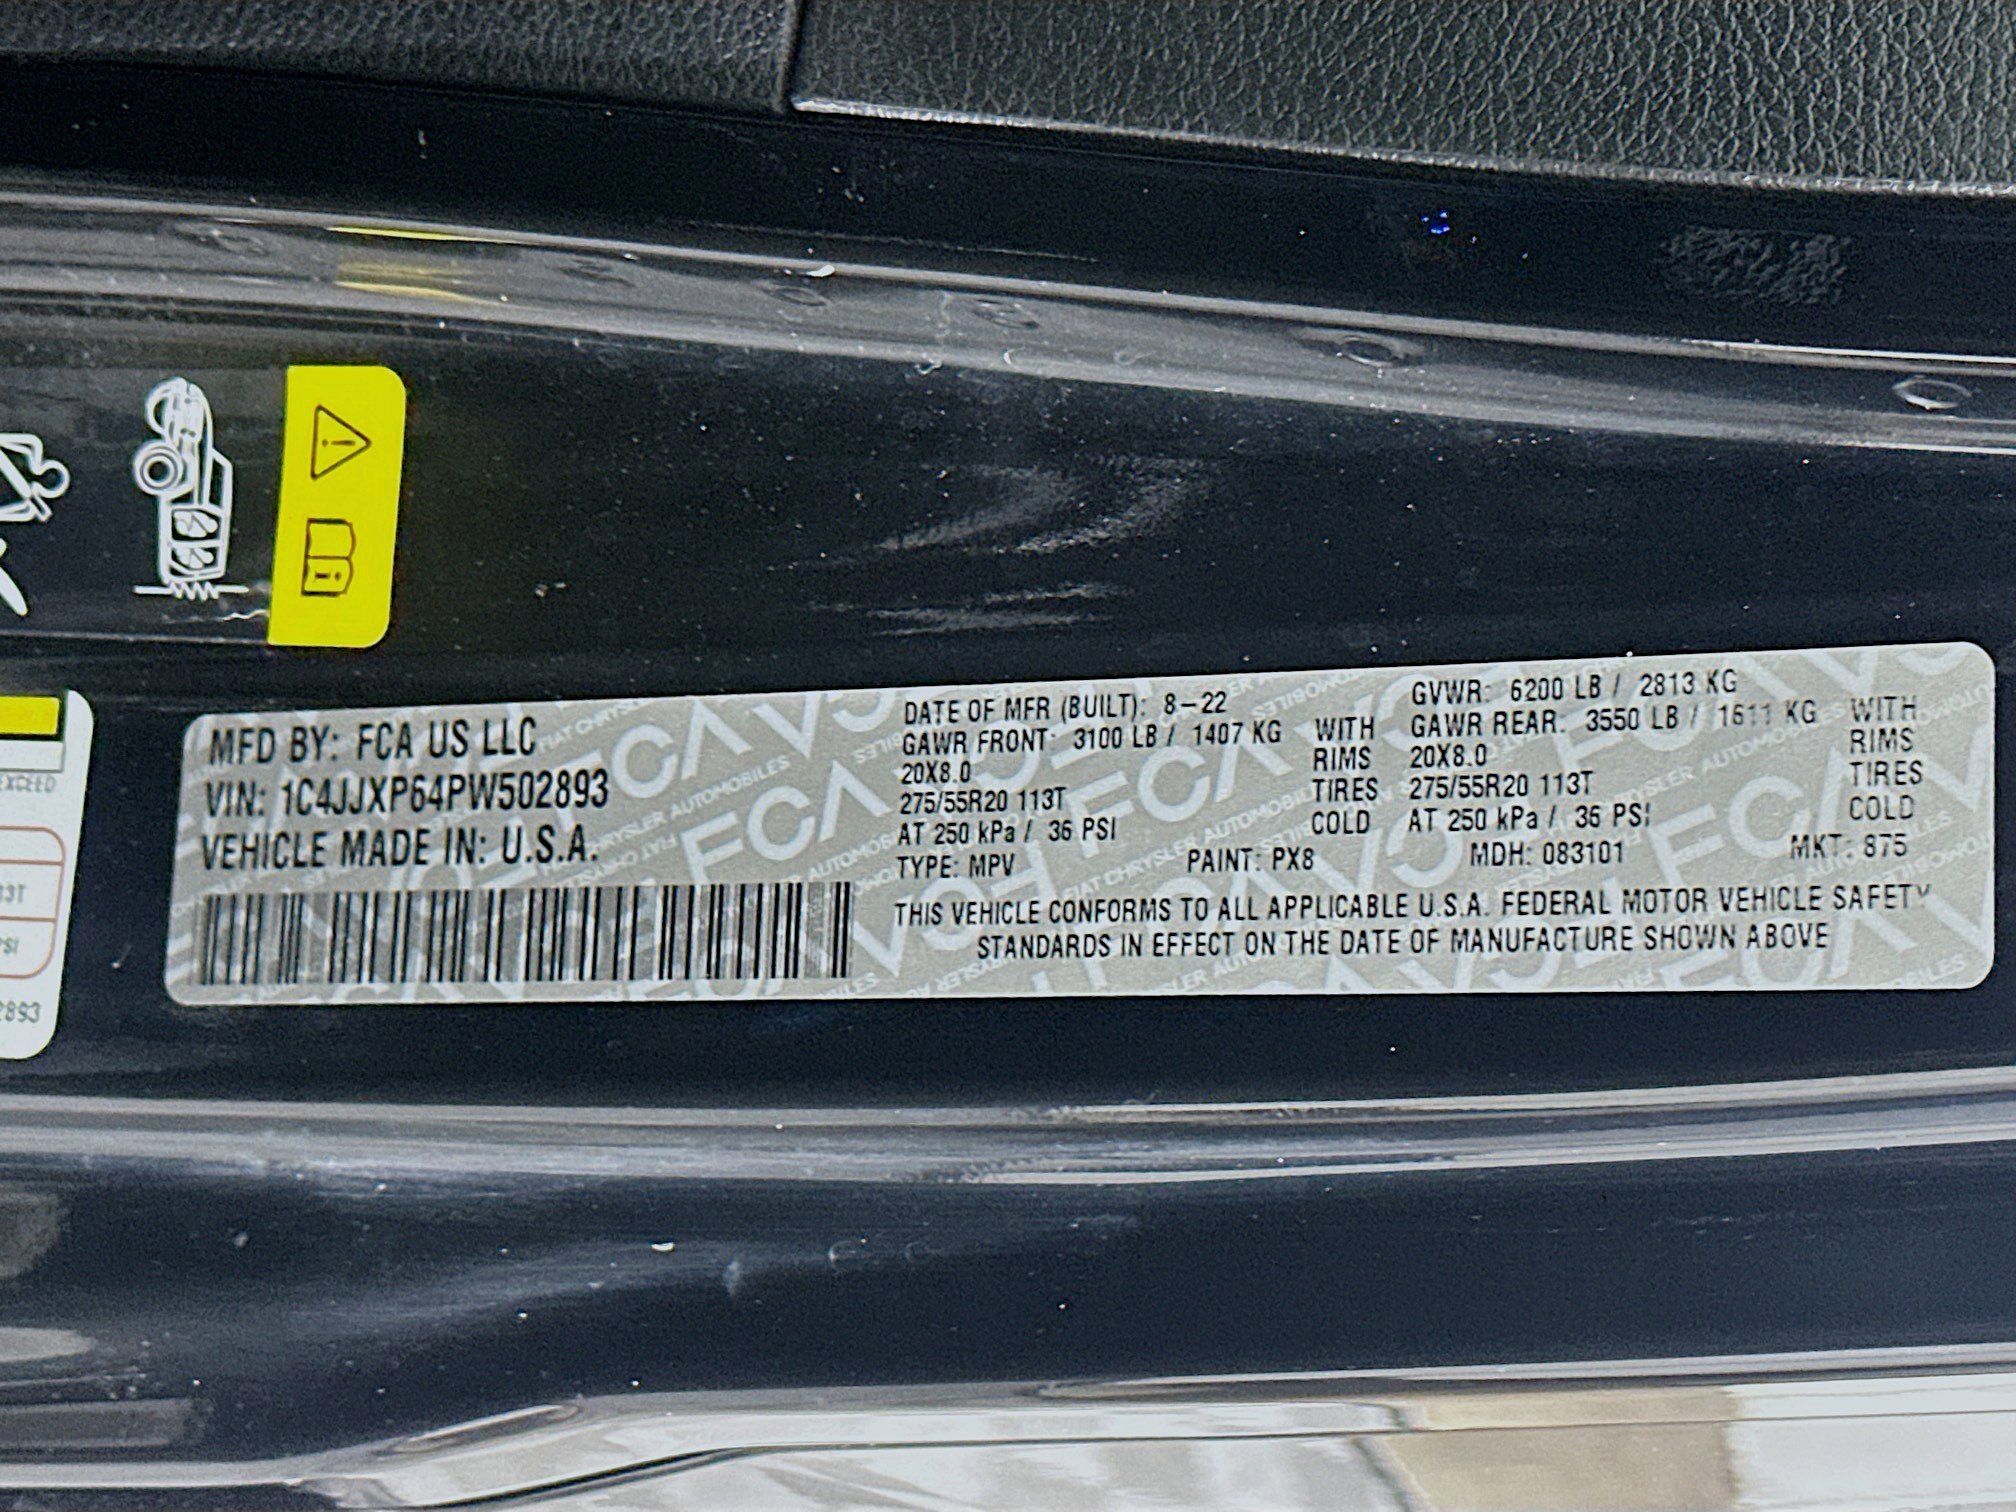 MFD BY: FCA US LLC
VIN: 1C4JJXP64PW502893
VEHICLE MADE IN: U.S.A.
DATE OF MFR (BUILT): 8-22
GAWR FRONT: 3100 LB / 1407 KG WITH
20X8.0 RIMS
275/55R20 113T TIRES
AT 250 kPa / 36 PSI COLD
GVWR: 6200 LB / 2813 KG
GAWR REAR: 3550 LB / 1611 KG WITH
20X8.0 RIMS
275/55R20 113T TIRES
AT 250 kPa / 36 PSI COLD
TYPE: MPV PAINT: PX8 MDH: 083101 MKT: 875
THIS VEHICLE CONFORMS TO ALL APPLICABLE U.S.A. FEDERAL MOTOR VEHICLE SAFETY
STANDARDS IN EFFECT ON THE DATE OF MANUFACTURE SHOWN ABOVE
EXCEED
2893